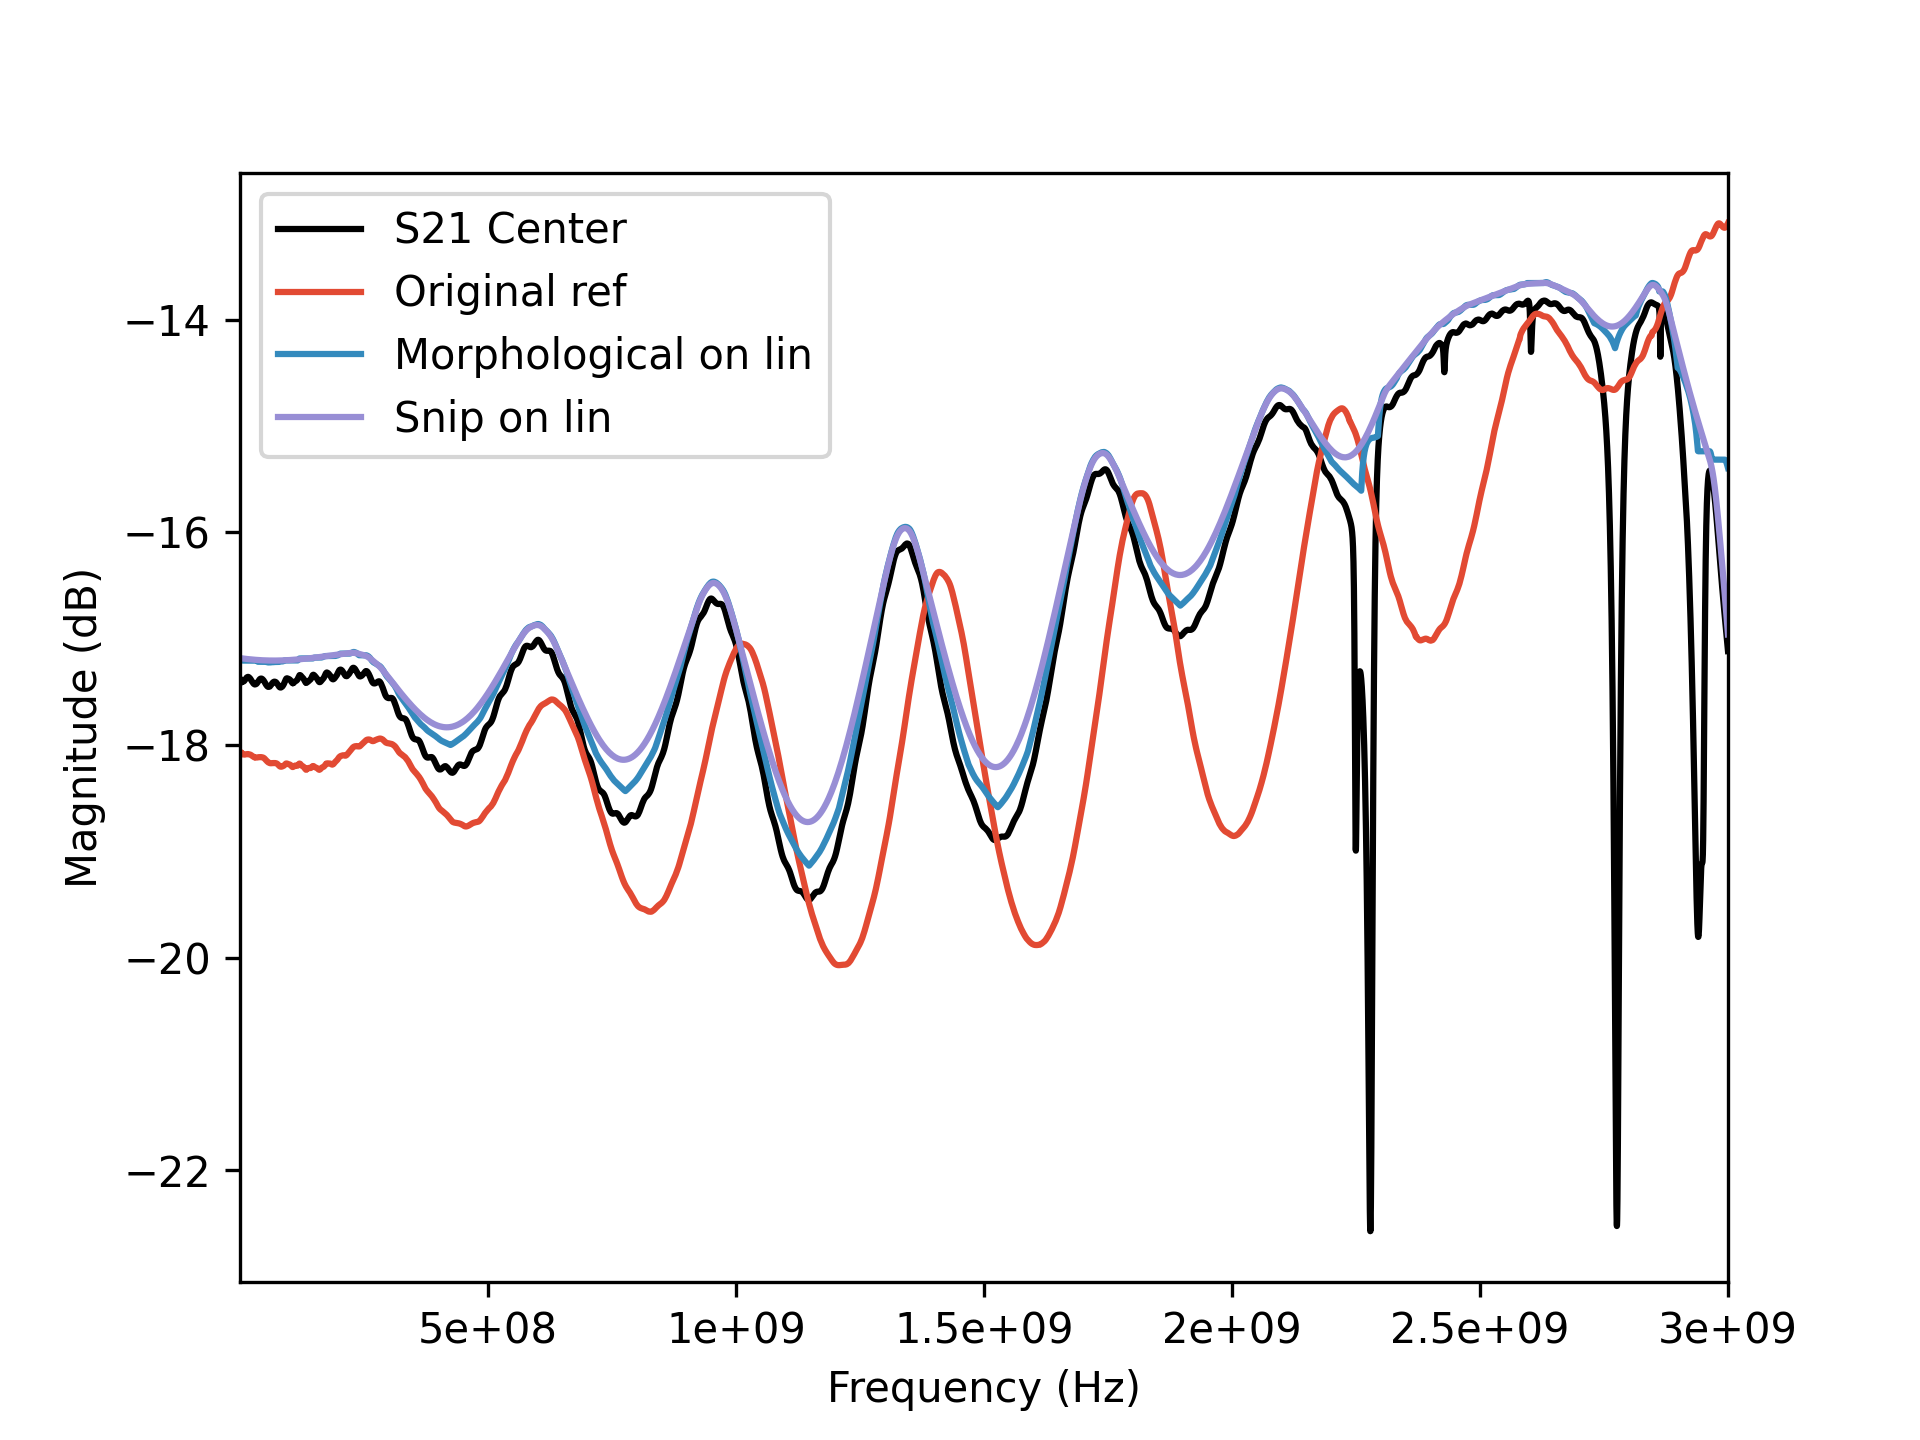 S21 Center
Original ref
Morphological on lin
Snip on lin
−14
−16
−18
−20
−22
Magnitude (dB)
5e+08 1e+09 1.5e+09 2e+09 2.5e+09 3e+09
Frequency (Hz)